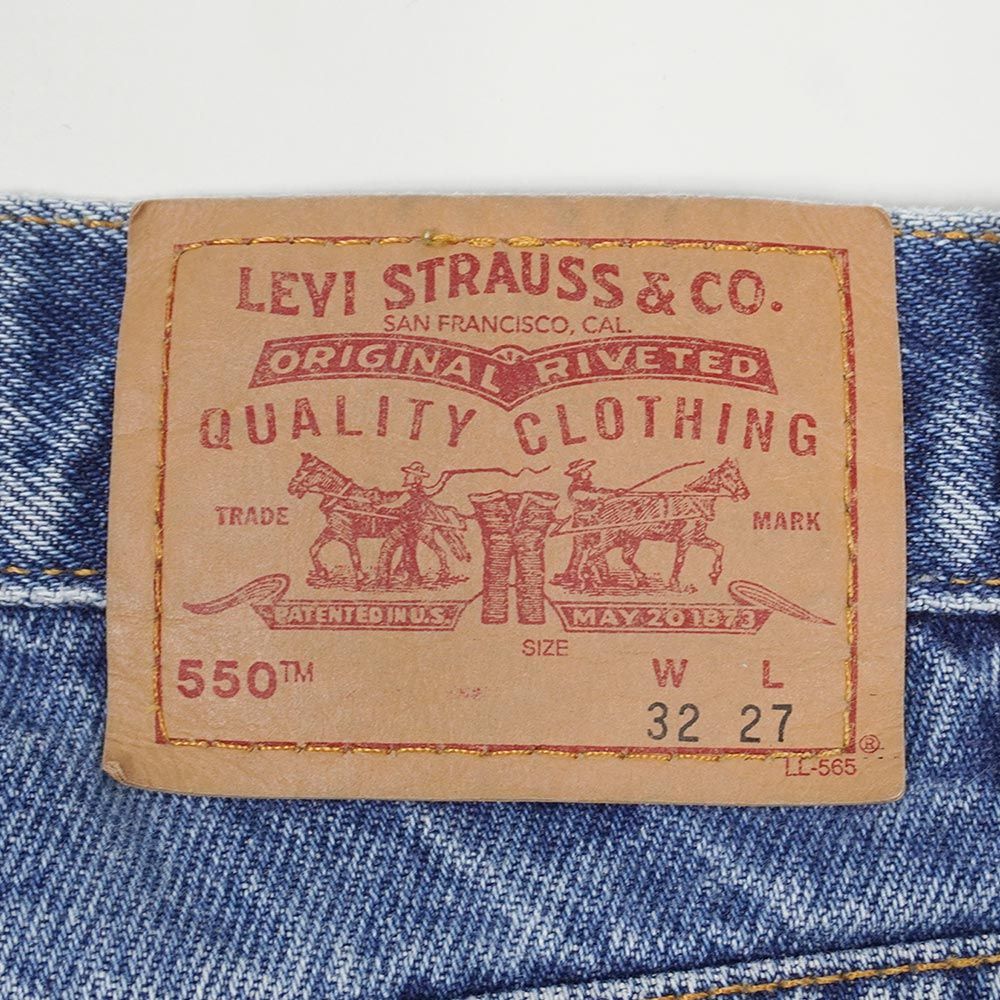 LEVI STRAUSS & CO.
SAN FRANCISCO, CAL.
ORIGINAL RIVETED
QUALITY CLOTHING
TRADE MARK
PATENTED IN U.S. MAY 20 1873
SIZE
550™ W L
32 27
®
LL-565